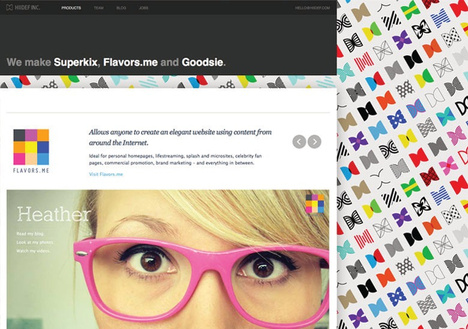 HIIDEF INC.
PRODUCTS
TEAM
BLOG
JOBS
We make Superkix, Flavors.me and Goodsie.
Allows anyone to create an elegant website using content from
around the Internet.
Ideal for personal homepages, lifestreaming, splash and microsites, celebrity fan
pages, commercial promotion, brand marketing - and everything in between.
Visit Flavors.me
FLAVORS.ME
Heather
Read my blog
Look at my photos
Watch my videos